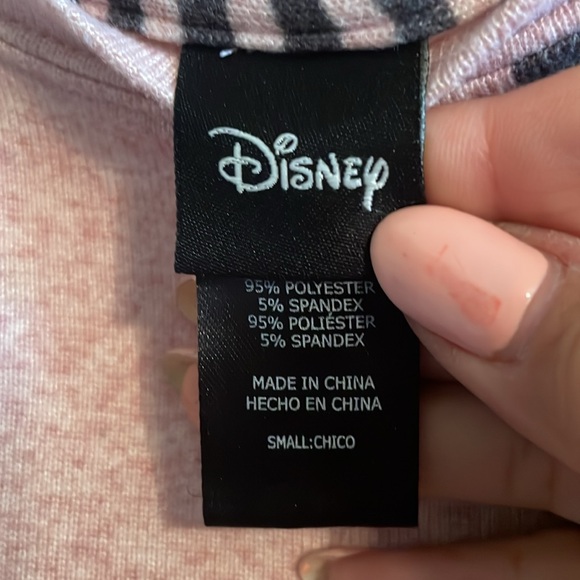 Disney
95% POLYESTER
5% SPANDEX
95% POLIÉSTER
5% SPANDEX
MADE IN CHINA
HECHO EN CHINA
SMALL:CHICO